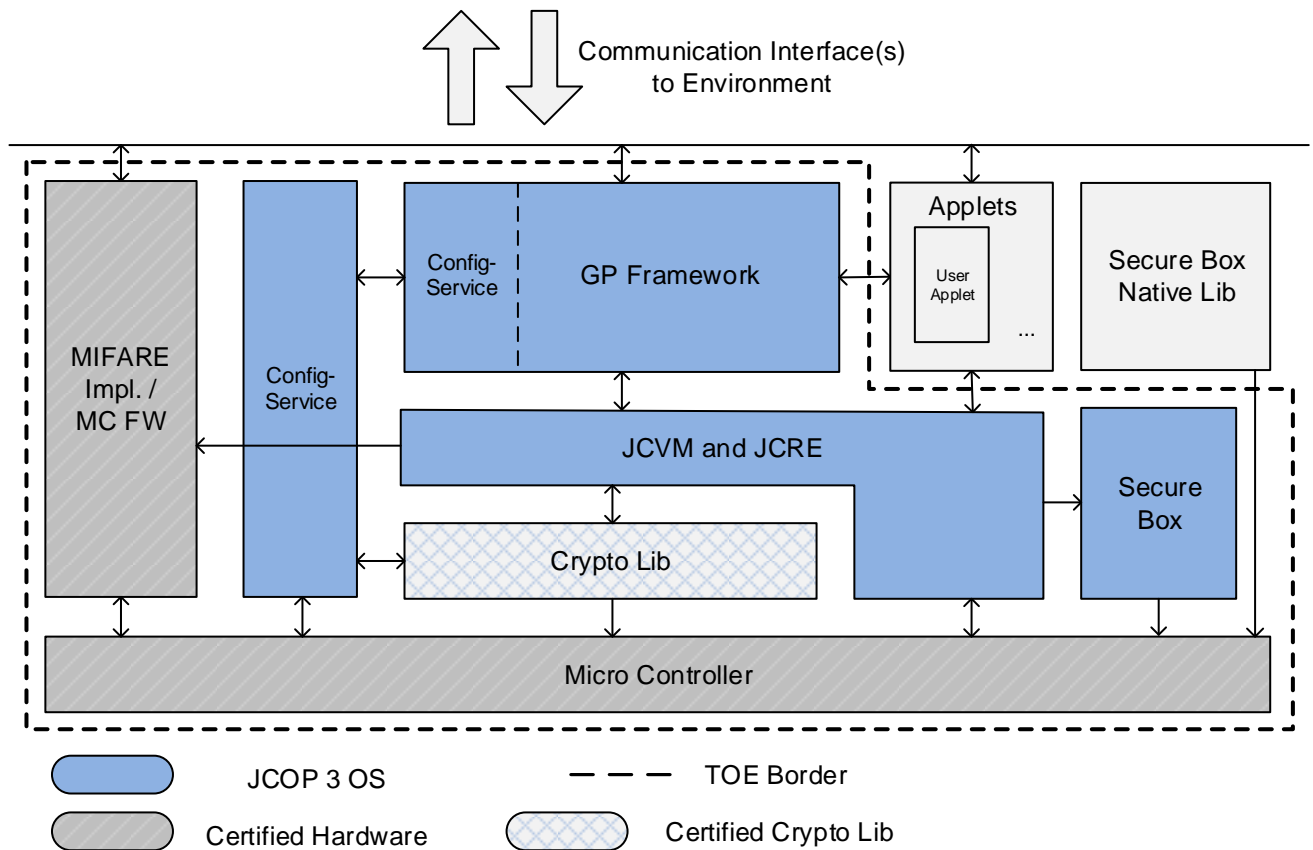 Communication Interface(s)
to Environment
MIFARE
Impl. /
MC FW
Config-
Service
Config-
Service
GP Framework
Applets
User
Applet
...
Secure Box
Native Lib
JCVM and JCRE
Secure
Box
Crypto Lib
Micro Controller
JCOP 3 OS
TOE Border
Certified Hardware
Certified Crypto Lib